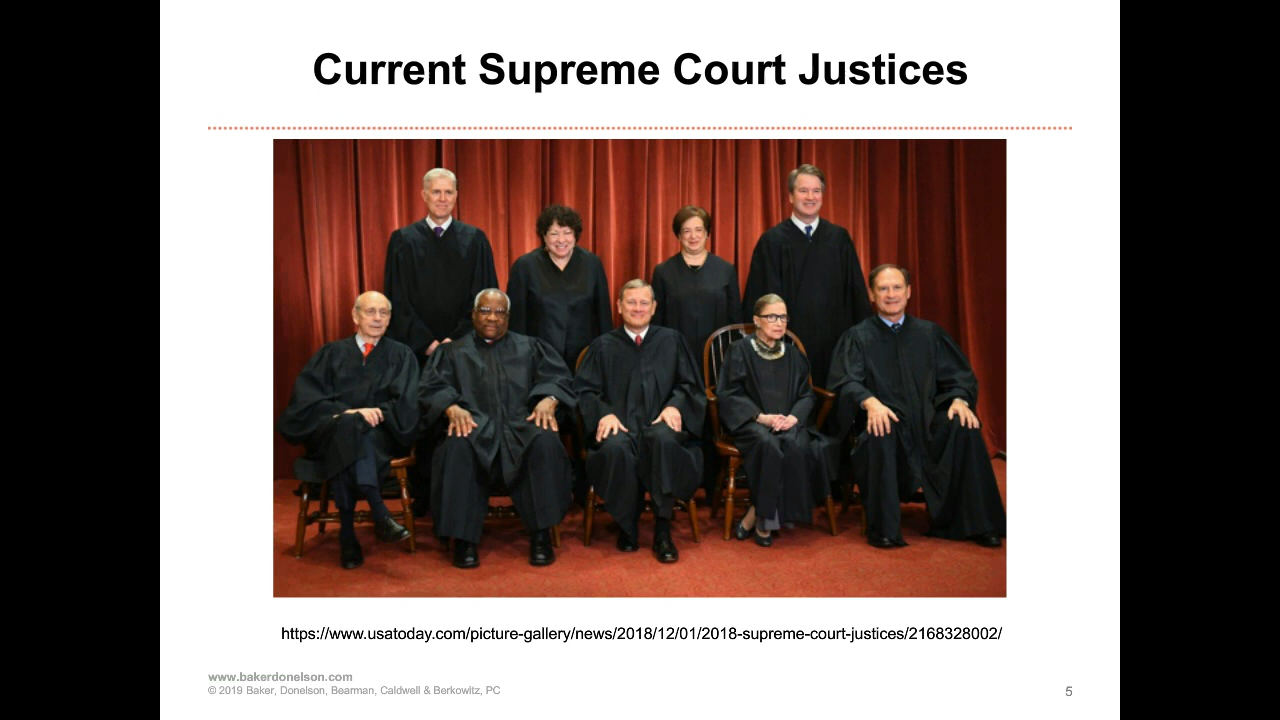 Current Supreme Court Justices
https://www.usatoday.com/picture-gallery/news/2018/12/01/2018-supreme-court-justices/2168328002/
www.bakerdonelson.com
© 2019 Baker, Donelson, Bearman, Caldwell & Berkowitz, PC
5